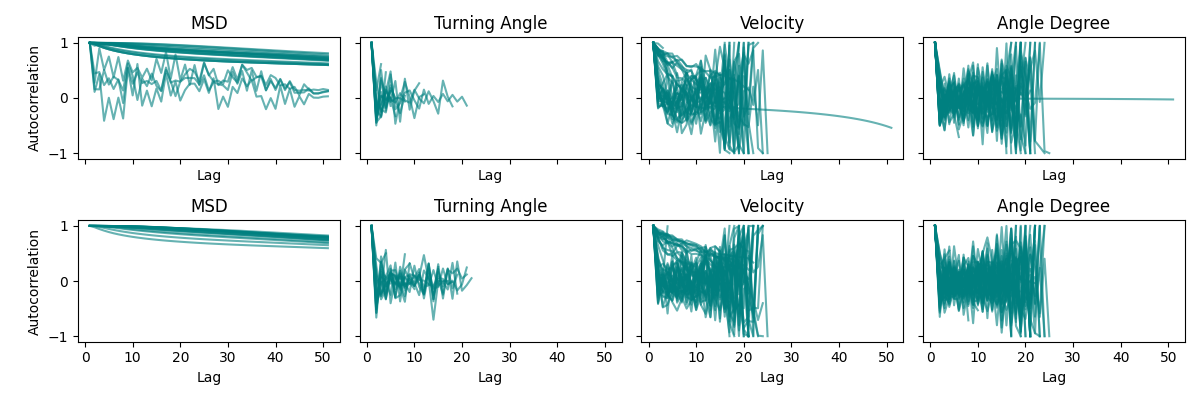 MSD Turning Angle Velocity Angle Degree
Autocorrelation
1
0
−1
Lag Lag Lag Lag
MSD Turning Angle Velocity Angle Degree
Autocorrelation
1
0
−1
0 10 20 30 40 50 0 10 20 30 40 50 0 10 20 30 40 50 0 10 20 30 40 50
Lag Lag Lag Lag